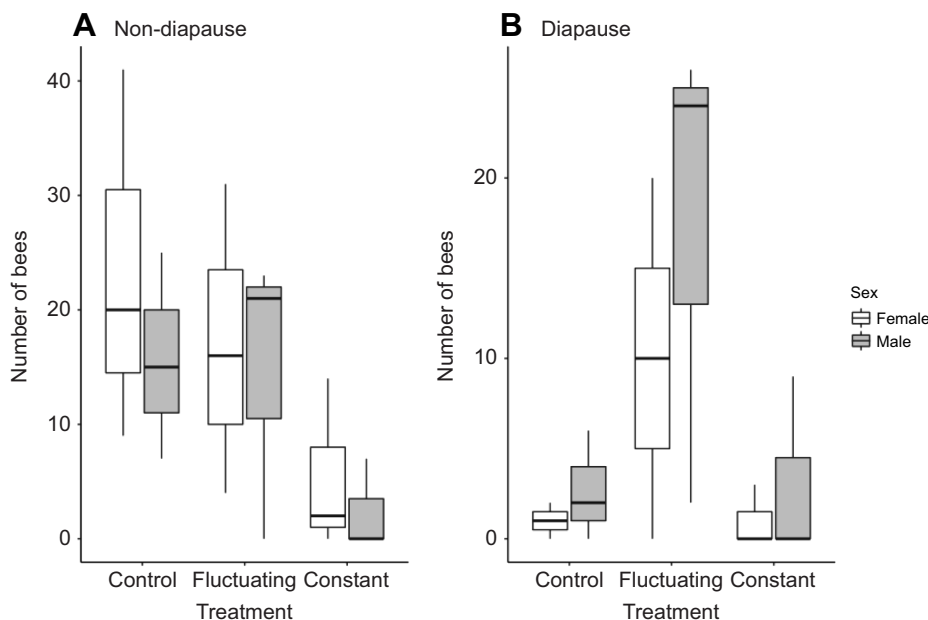 A Non-diapause
40
30
20
10
0
Number of bees
Control Fluctuating Constant
Treatment
B Diapause
20
10
0
Number of bees
Control Fluctuating Constant
Treatment
Sex
Female
Male